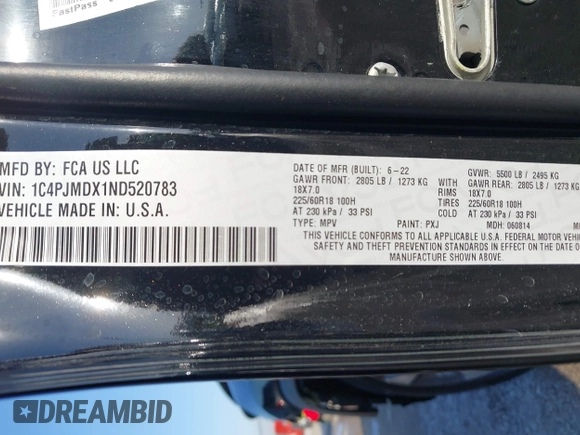 FastPass
MFD BY: FCA US LLC
VIN: 1C4PJMDX1ND520783
VEHICLE MADE IN: U.S.A.
DATE OF MFR (BUILT): 6-22
GAWR FRONT: 2805 LB / 1273 KG
18X7.0
225/60R18 100H
AT 230 kPa / 33 PSI
TYPE: MPV
GVWR: 5500 LB / 2495 KG
WITH GAWR REAR: 2805 LB / 1273 KG
RIMS 18X7.0
TIRES 225/60R18 100H
COLD AT 230 kPa / 33 PSI
PAINT: PXJ
MDH: 060814
THIS VEHICLE CONFORMS TO ALL APPLICABLE U.S.A. FEDERAL MOTOR VEHICLE
SAFETY AND THEFT PREVENTION STANDARDS IN EFFECT ON THE DATE OF
MANUFACTURE SHOWN ABOVE.
DREAMBID